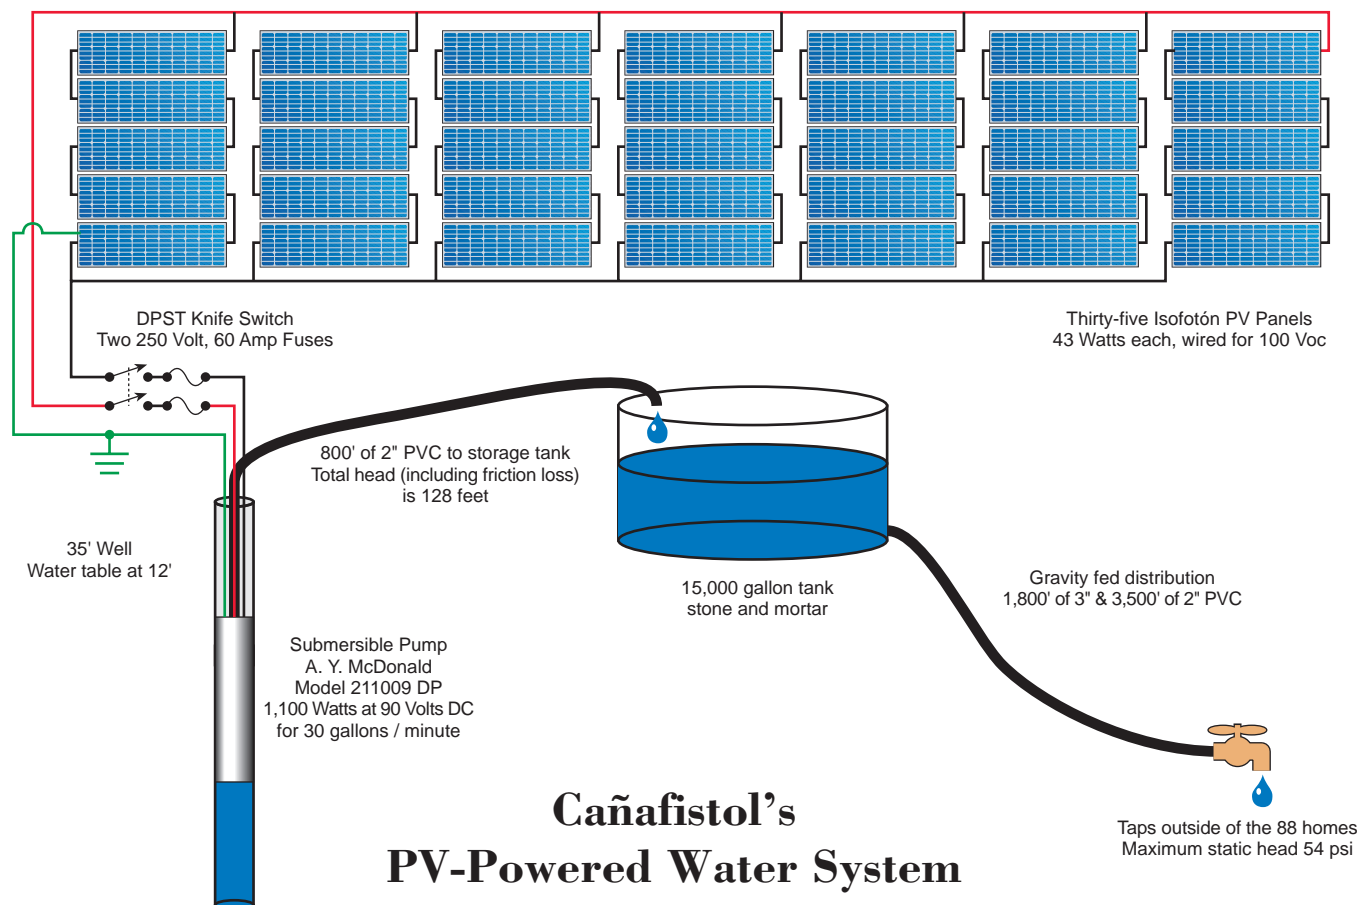 DPST Knife Switch
Two 250 Volt, 60 Amp Fuses
Thirty-five Isofotón PV Panels
43 Watts each, wired for 100 Voc
800' of 2" PVC to storage tank
Total head (including friction loss)
is 128 feet
35' Well
Water table at 12'
15,000 gallon tank
stone and mortar
Gravity fed distribution
1,800' of 3" & 3,500' of 2" PVC
Submersible Pump
A. Y. McDonald
Model 211009 DP
1,100 Watts at 90 Volts DC
for 30 gallons / minute
Taps outside of the 88 homes
Maximum static head 54 psi
Cañafistol's
PV-Powered Water System